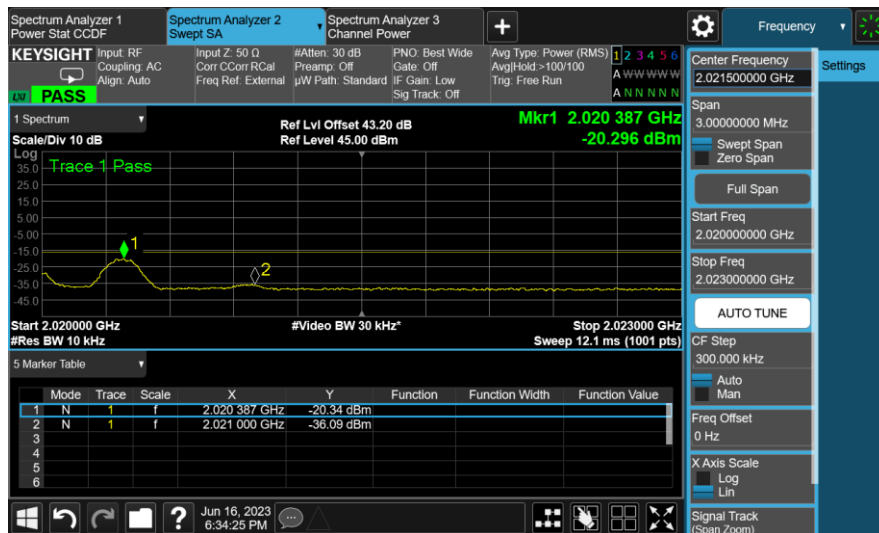 Spectrum Analyzer 1
Power Stat CCDF
Spectrum Analyzer 2
Swept SA
Spectrum Analyzer 3
Channel Power
Frequency
KEYSIGHT
Input: RF
Coupling: AC
Align: Auto
LXI
PASS
Input Z: 50 Ω
Corr CCorr RCal
Freq Ref: External
#Atten: 30 dB
Preamp: Off
µW Path: Standard
PNO: Best Wide
Gate: Off
IF Gain: Low
Sig Track: Off
Avg Type: Power (RMS)
Avg|Hold:>100/100
Trig: Free Run
1 2 3 4 5 6
A W W W W W
A N N N N N
1 Spectrum
Scale/Div 10 dB
Ref Lvl Offset 43.20 dB
Ref Level 45.00 dBm
Mkr1 2.020 387 GHz
-20.296 dBm
Log
Trace 1 Pass
35.0
25.0
15.0
5.00
-5.00
-15.0
-25.0
-35.0
-45.0
1
2
Start 2.02000 GHz
#Res BW 10 kHz
#Video BW 30 kHz*
Stop 2.023000 GHz
Sweep 12.1 ms (1001 pts)
5 Marker Table
Mode Trace Scale X Y Function Function Width Function Value
1 N 1 f 2.020 387 GHz -20.34 dBm
2 N 1 f 2.021 000 GHz -36.09 dBm
3
4
5
6
Center Frequency
2.021500000 GHz
Settings
Span
3.00000000 MHz
Swept Span
Zero Span
Full Span
Start Freq
2.020000000 GHz
Stop Freq
2.023000000 GHz
AUTO TUNE
CF Step
300.000 kHz
Auto
Man
Freq Offset
0 Hz
X Axis Scale
Log
Lin
Signal Track
(Span Zoom)
?
Jun 16, 2023
6:34:25 PM